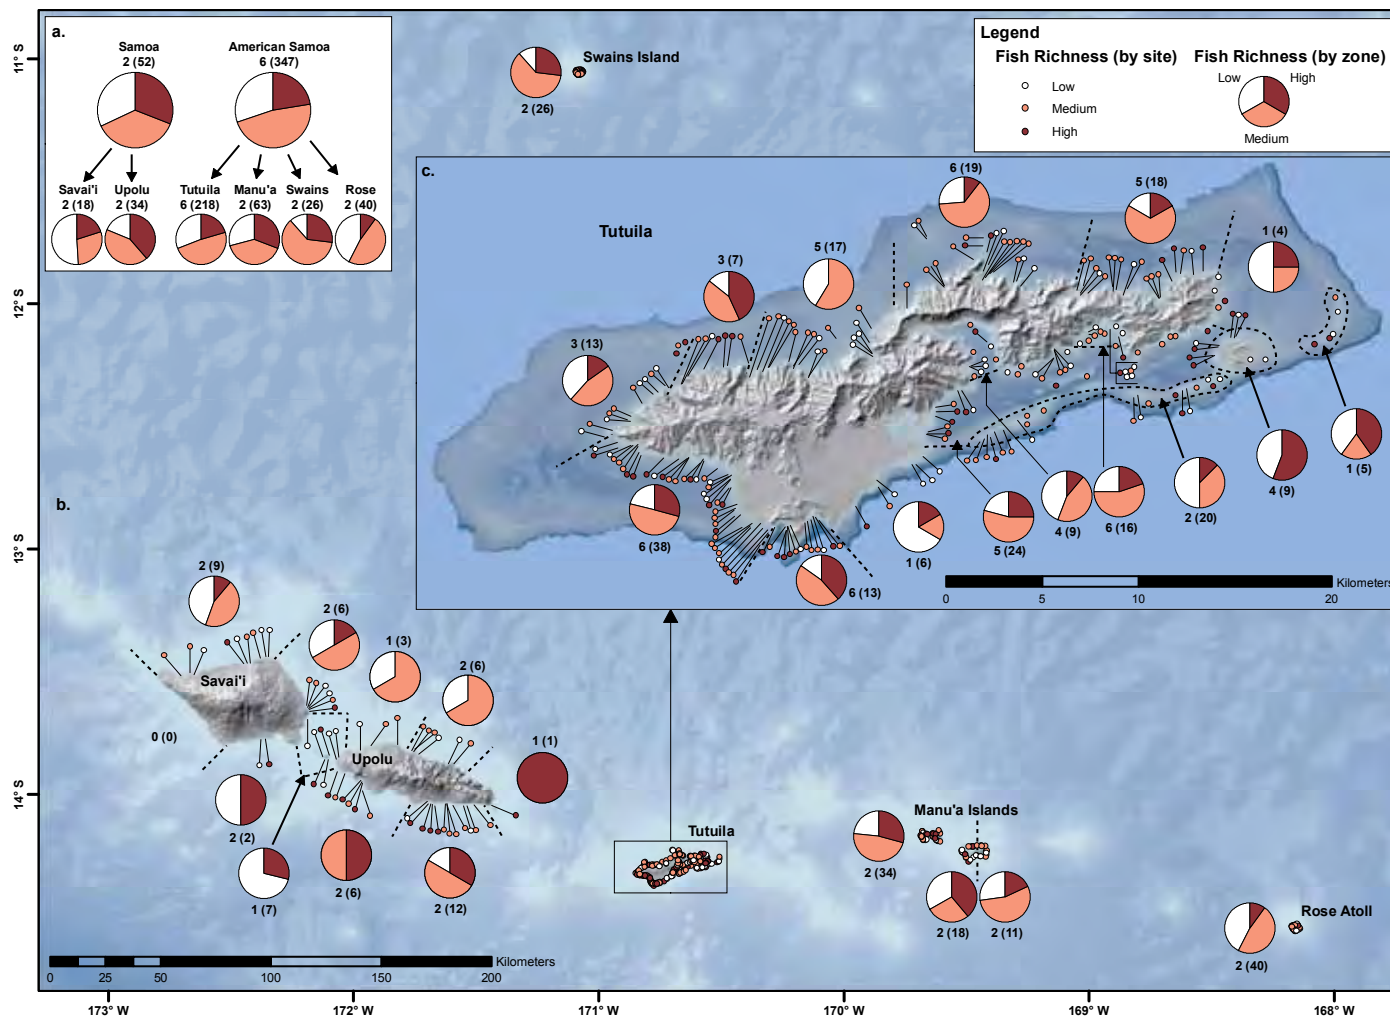 a.
Samoa
2 (52)
American Samoa
6 (347)
Savai'i
2 (18)
Upolu
2 (34)
Tutuila
6 (218)
Manu'a
2 (63)
Swains
2 (26)
Rose
2 (40)
Swains Island
2 (26)
Legend
Fish Richness (by site)
Low
Medium
High
Fish Richness (by zone)
Low
High
Medium
c.
Tutuila
6 (19)
5 (18)
1 (4)
5 (17)
3 (7)
3 (13)
6 (38)
6 (13)
1 (6)
5 (24)
4 (9)
6 (16)
2 (20)
4 (9)
1 (5)
0
5
10
20
Kilometers
b.
2 (9)
2 (6)
1 (3)
2 (6)
1 (1)
Savai'i
0 (0)
Upolu
2 (2)
1 (7)
2 (6)
2 (12)
Tutuila
Manu'a Islands
2 (34)
2 (18)
2 (11)
Rose Atoll
2 (40)
0
25
50
100
150
200
Kilometers
11° S
12° S
13° S
14° S
173° W
172° W
171° W
170° W
169° W
168° W